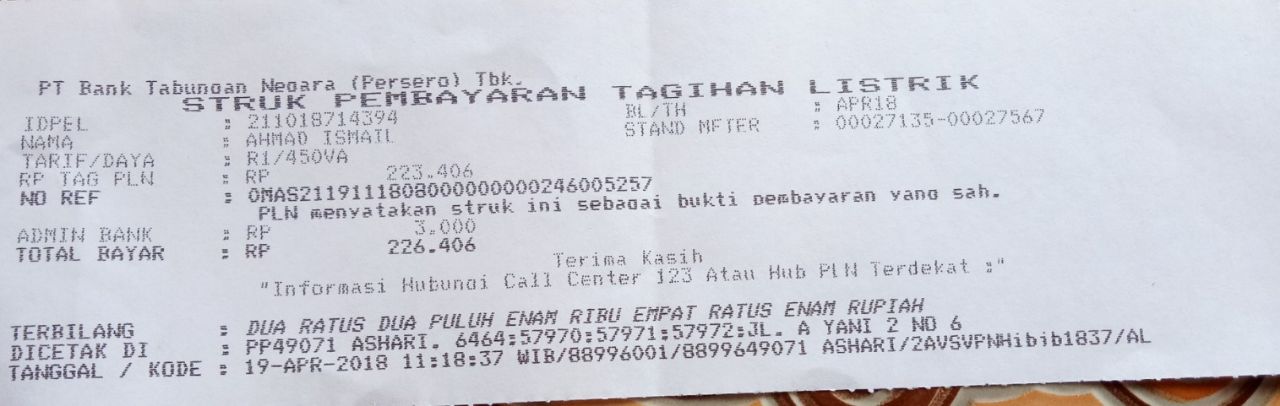 PT Bank Tabungan Negara (Persero) Tbk.
STRUK PEMBAYARAN TAGIHAN LISTRIK
IDPEL : 211018714394 BL/TH : APR18
NAMA : AHMAD ISMAIL STAND METER : 00027135-00027567
TARIF/DAYA : R1/450VA
RP TAG PLN : RP 223.406
NO REF : 0MAS21191118080000000000246005257
PLN menyatakan struk ini sebagai bukti pembayaran yang sah.
ADMIN BANK : RP 3.000
TOTAL BAYAR : RP 226.406
Terima Kasih
"Informasi Hubungi Call Center 123 Atau Hub PLN Terdekat :"
TERBILANG : DUA RATUS DUA PULUH ENAM RIBU EMPAT RATUS ENAM RUPIAH
DICETAK DI : PP49071 ASHARI. 6464:57970:57971:57972:JL. A YANI 2 NO 6
TANGGAL / KODE : 19-APR-2018 11:18:37 WIB/88996001/8899649071 ASHARI/2AVSVPNHibib1837/AL